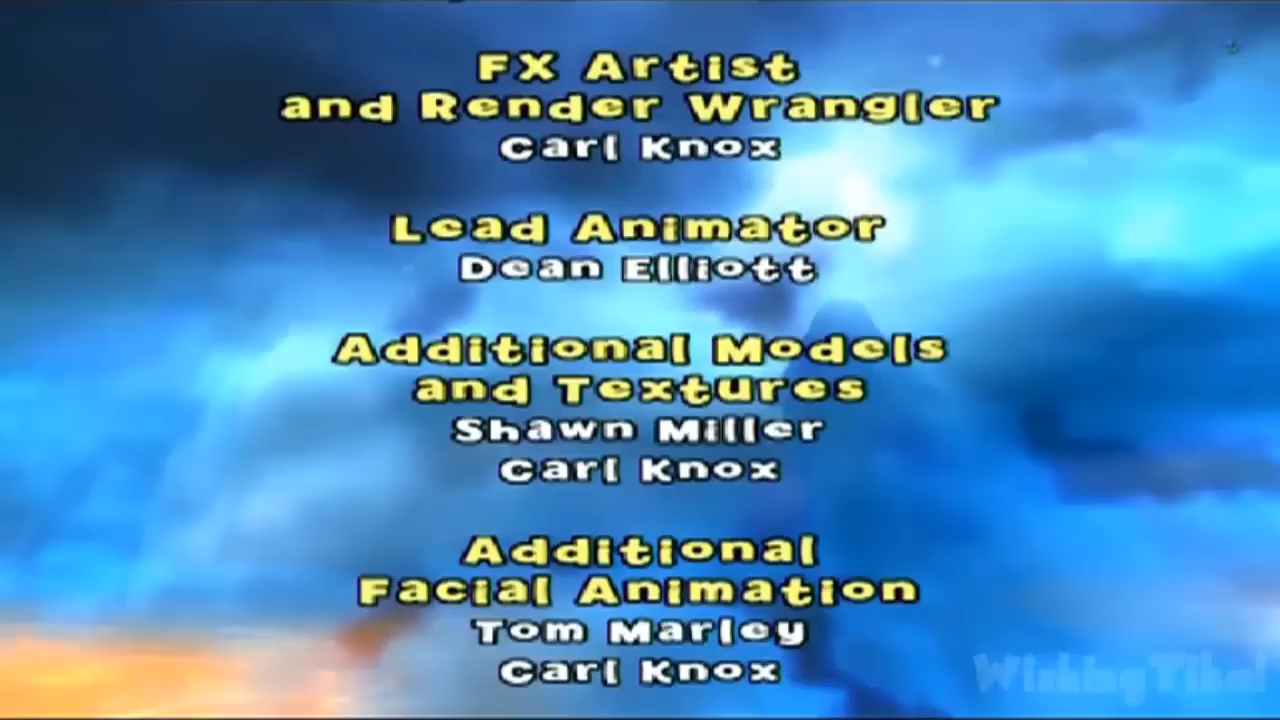 FX Artist
and Render Wrangler
Carl Knox
Lead Animator
Dean Elliott
Additional Models
and Textures
Shawn Miller
Carl Knox
Additional
Facial Animation
Tom Marley
Carl Knox
WishingTikal